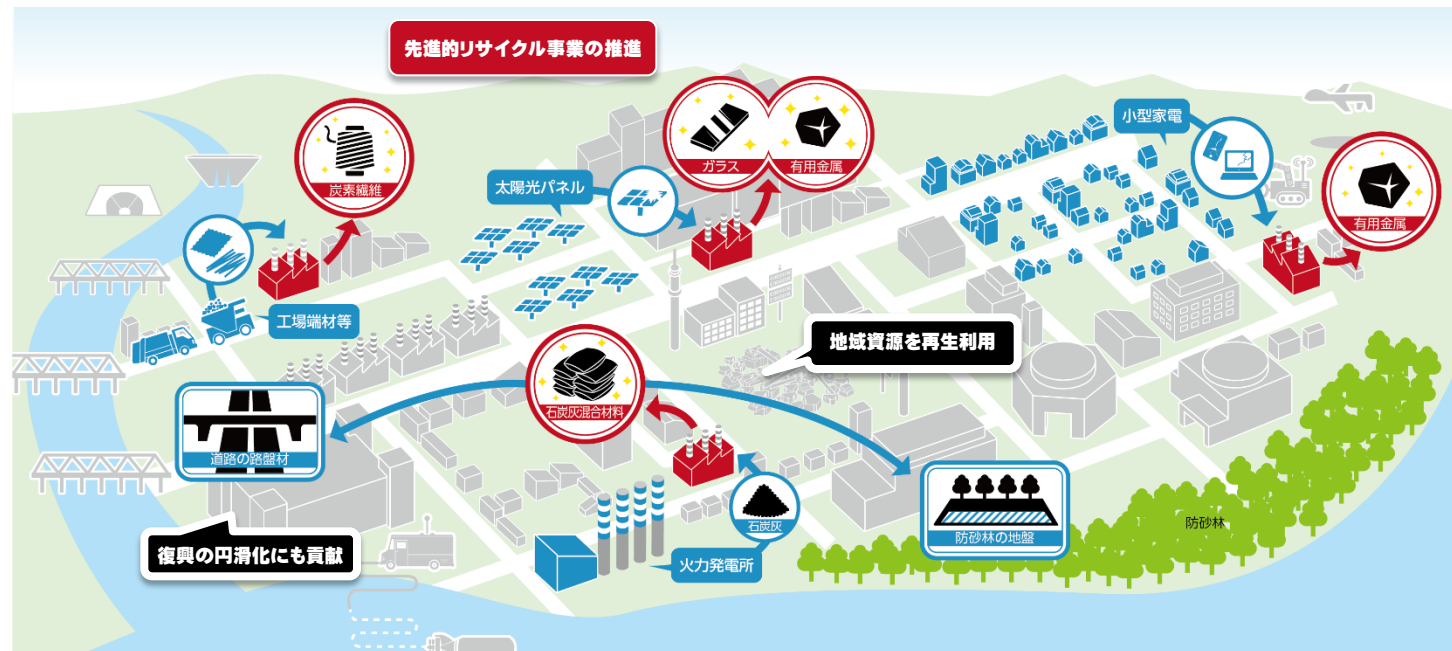 先進的リサイクル事業の推進
炭素繊維
ガラス
有用金属
小型家電
太陽光パネル
有用金属
工場端材等
地域資源を再生利用
石炭灰混合材料
道路の路盤材
石炭灰
防砂林の地盤
防砂林
復興の円滑化にも貢献
火力発電所